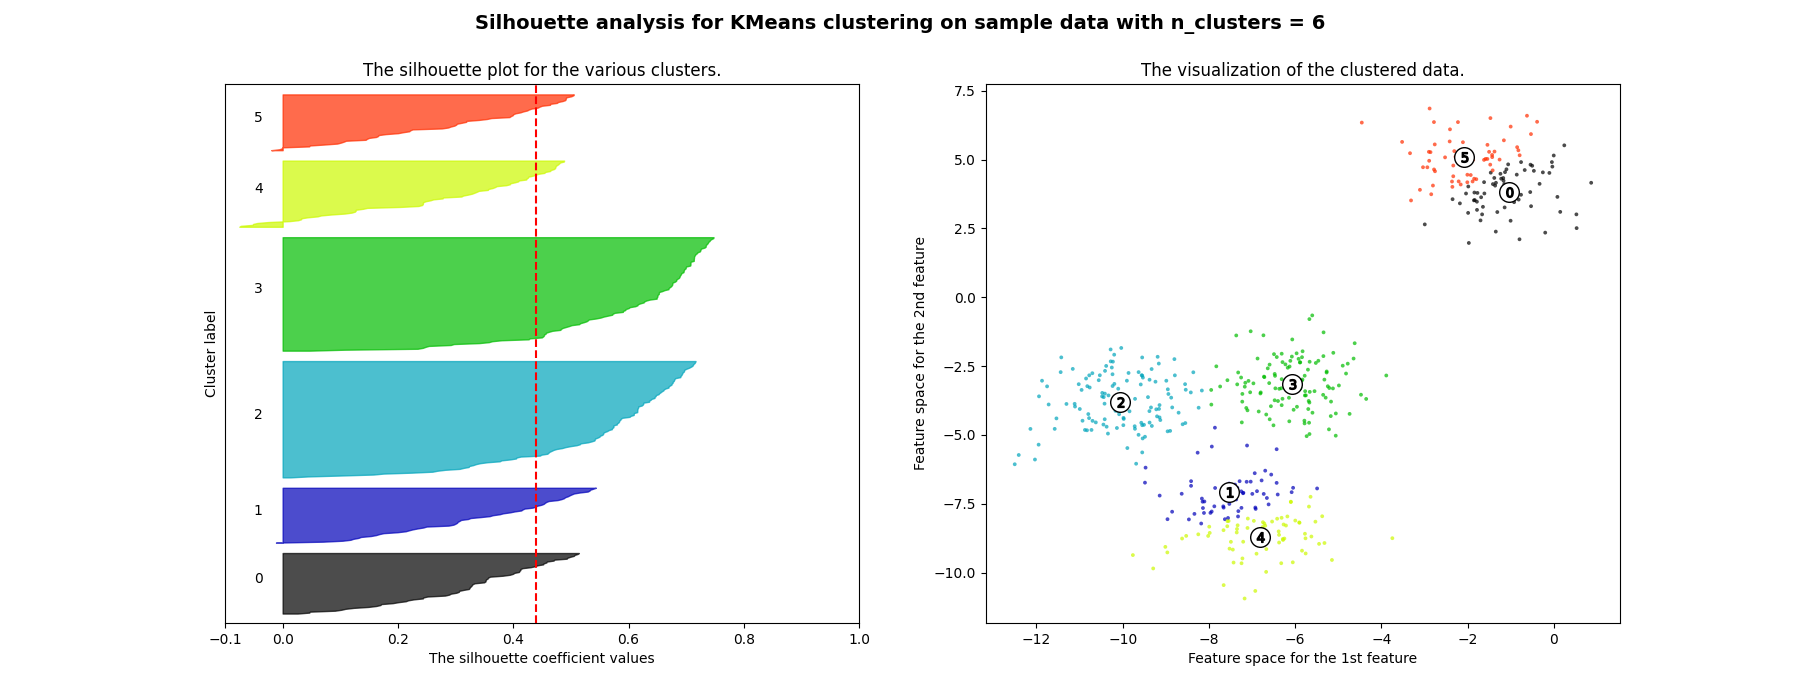 Silhouette analysis for KMeans clustering on sample data with n_clusters = 6
The silhouette plot for the various clusters.
5
4
3
2
1
0
Cluster label
−0.1 0.0 0.2 0.4 0.6 0.8 1.0
The silhouette coefficient values
The visualization of the clustered data.
7.5
5.0
2.5
0.0
−2.5
−5.0
−7.5
−10.0
Feature space for the 2nd feature
5
0
3
2
1
4
−12 −10 −8 −6 −4 −2 0
Feature space for the 1st feature